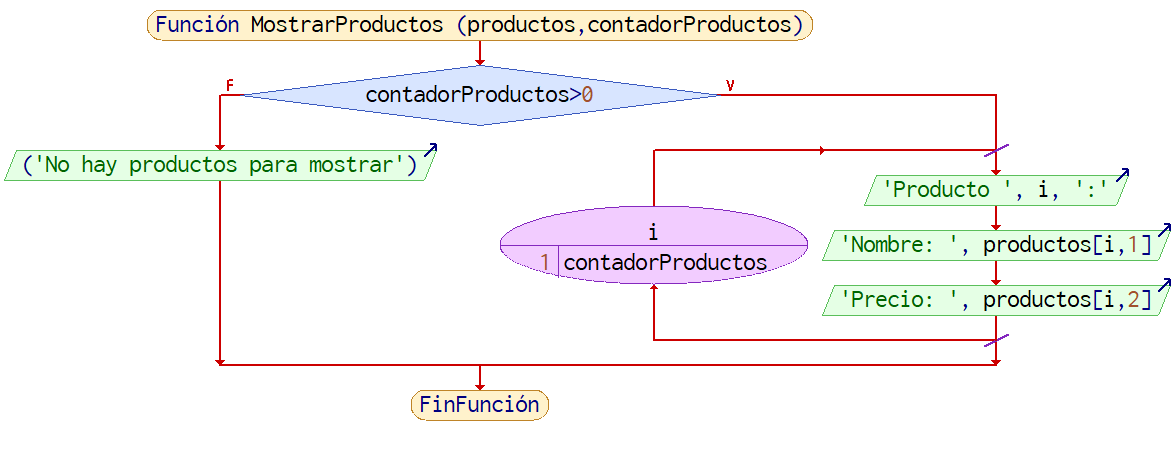 Función MostrarProductos (productos,contadorProductos)
contadorProductos>0
F
V
('No hay productos para mostrar')
'Producto ', i, ':'
i
1 contadorProductos
'Nombre: ', productos[i,1]
'Precio: ', productos[i,2]
FinFunción